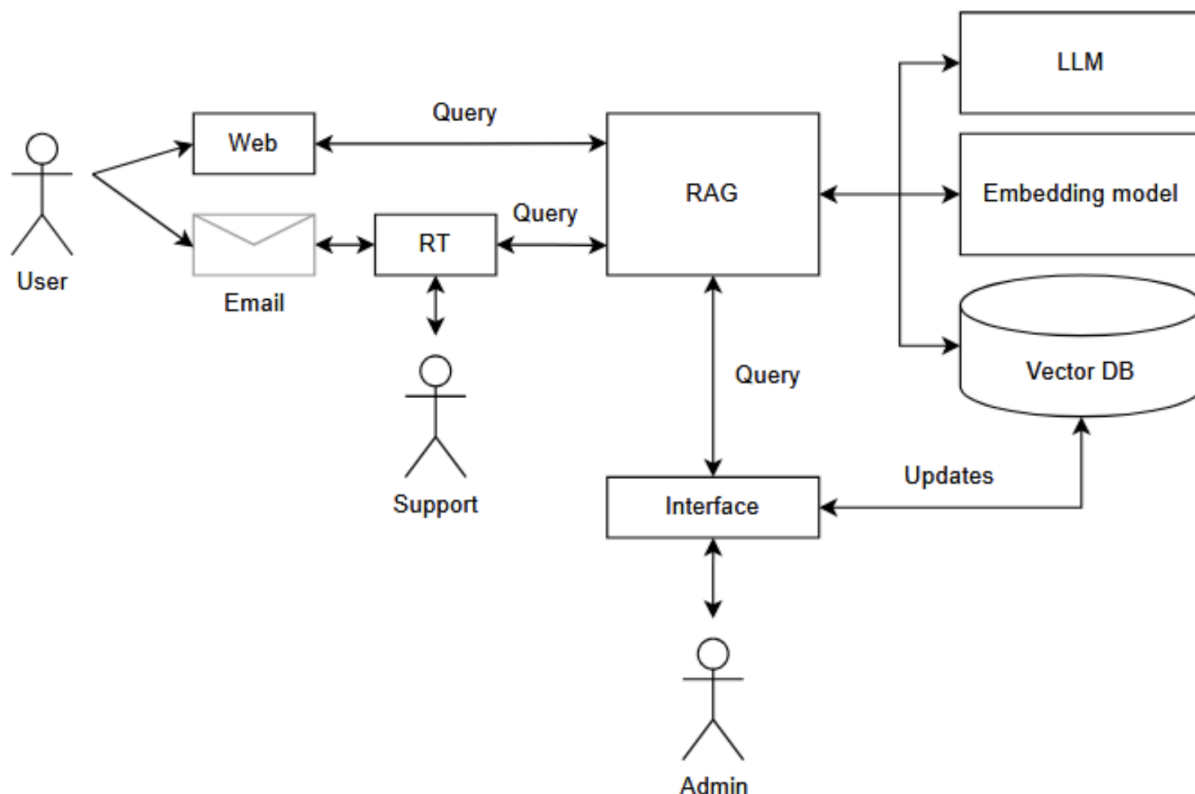 LLM
Query
Web
RAG
Embedding model
Query
RT
User
Email
Query
Vector DB
Support
Updates
Interface
Admin